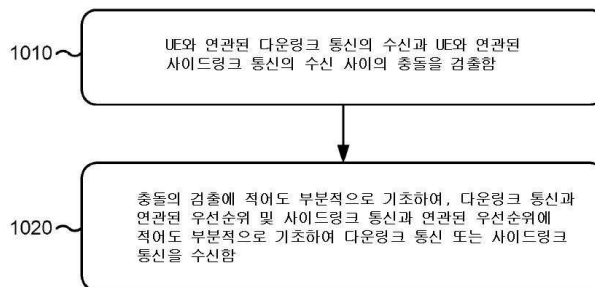 1010
UE와 연관된 다운링크 통신의 수신과 UE와 연관된
사이드링크 통신의 수신 사이의 충돌을 검출함
충돌의 검출에 적어도 부분적으로 기초하여, 다운링크 통신과
연관된 우선순위 및 사이드링크 통신과 연관된 우선순위에
1020
적어도 부분적으로 기초하여 다운링크 통신 또는 사이드링크
통신을 수신함